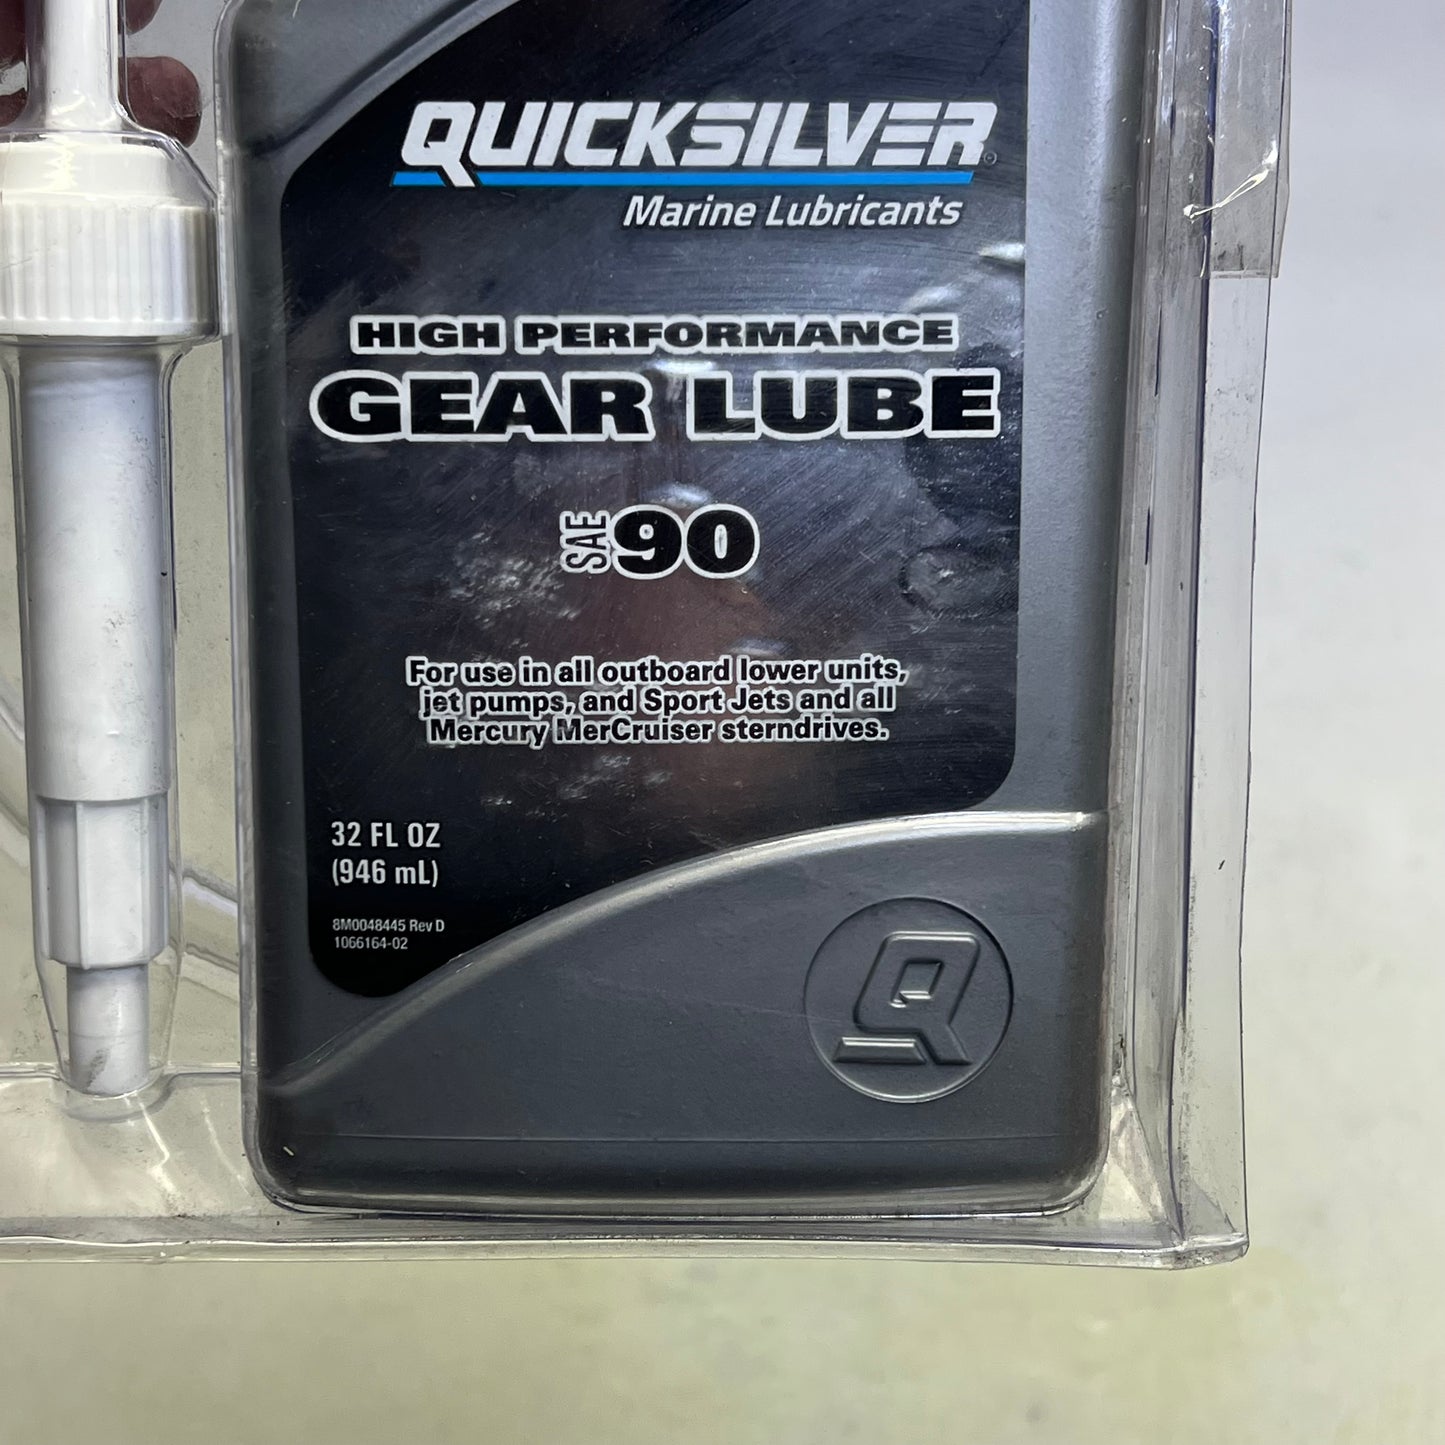 QUICKSILVER
Marine Lubricants
HIGH PERFORMANCE
GEAR LUBE
SAE 90
For use in all outboard lower units,
jet pumps, and Sport Jets and all
Mercury MerCruiser sterndrives.
32 FL OZ
(946 mL)
8M0048445 Rev D
1066164-02
Q